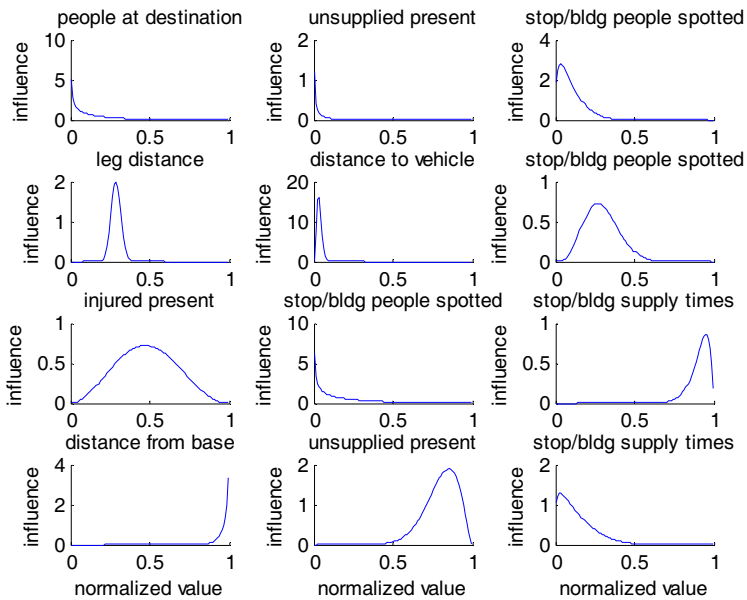 people at destination unsupplied present stop/bldg people spotted
10 2 4
influence influence influence
5 1 2
0 0 0
0 0.5 1 0 0.5 1 0 0.5 1
leg distance distance to vehicle stop/bldg people spotted
2 20 1
influence influence influence
1 10 0.5
0 0 0
0 0.5 1 0 0.5 1 0 0.5 1
injured present stop/bldg people spotted stop/bldg supply times
1 10 1
influence influence influence
0.5 5 0.5
0 0 0
0 0.5 1 0 0.5 1 0 0.5 1
distance from base unsupplied present stop/bldg supply times
4 2 2
influence influence influence
2 1 1
0 0 0
0 0.5 1 0 0.5 1 0 0.5 1
normalized value normalized value normalized value